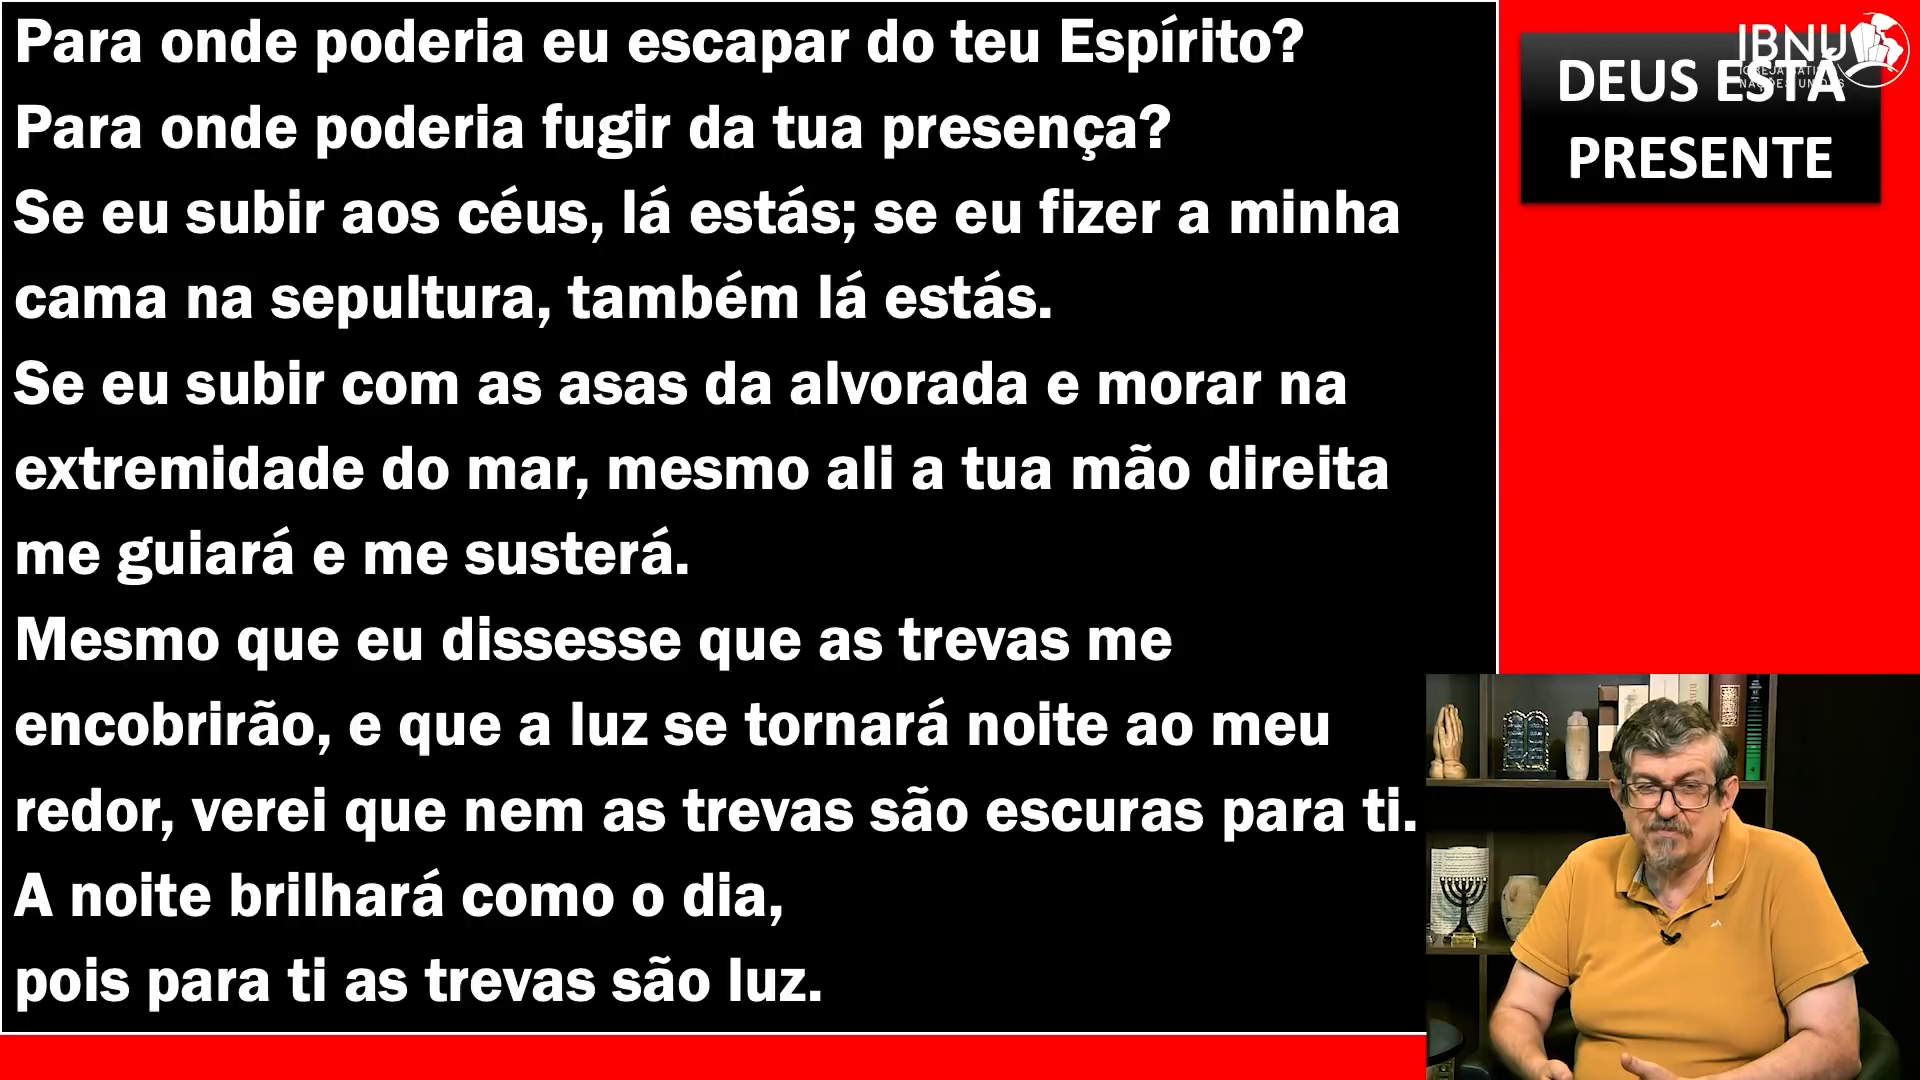 Para onde poderia eu escapar do teu Espírito?
Para onde poderia fugir da tua presença?
Se eu subir aos céus, lá estás; se eu fizer a minha
cama na sepultura, também lá estás.
Se eu subir com as asas da alvorada e morar na
extremidade do mar, mesmo ali a tua mão direita
me guiará e me susterá.
Mesmo que eu dissesse que as trevas me
encobrirão, e que a luz se tornará noite ao meu
redor, verei que nem as trevas são escuras para ti.
A noite brilhará como o dia,
pois para ti as trevas são luz.
IBNU
DEUS ESTÁ
PRESENTE